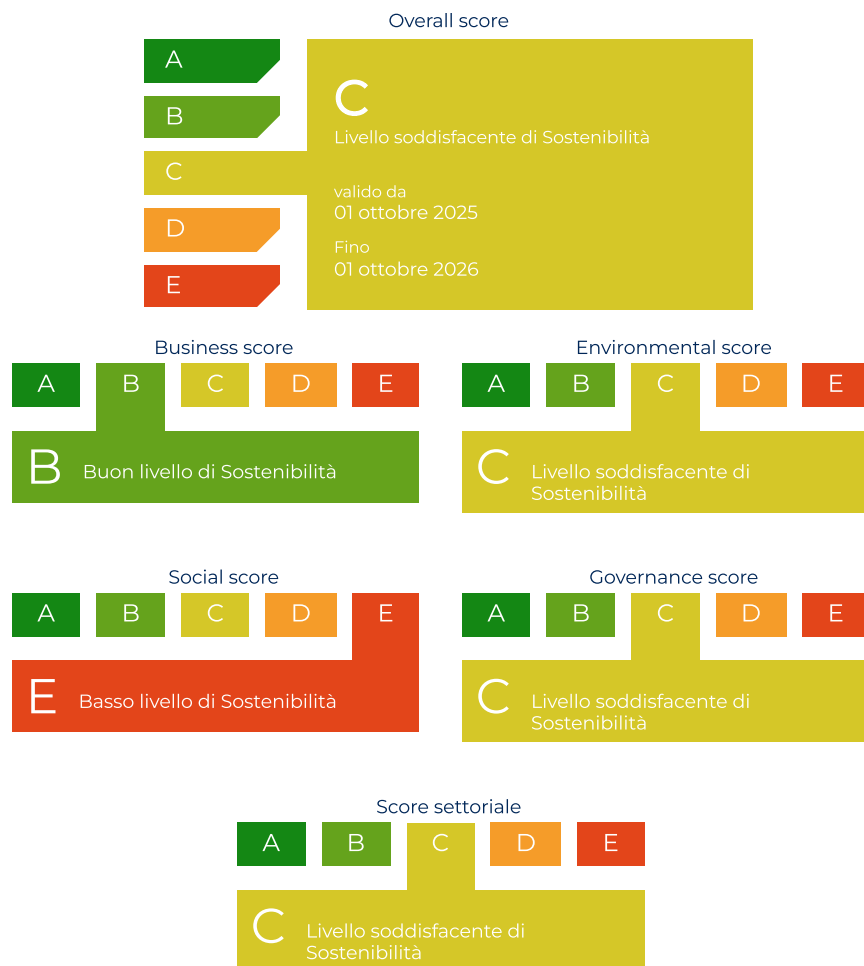 Overall score
A
B
C
D
E
C
Livello soddisfacente di Sostenibilità
valido da
01 ottobre 2025
Fino
01 ottobre 2026
Business score
A B C D E
B Buon livello di Sostenibilità
Environmental score
A B C D E
C Livello soddisfacente di
Sostenibilità
Social score
A B C D E
E Basso livello di Sostenibilità
Governance score
A B C D E
C Livello soddisfacente di
Sostenibilità
Score settoriale
A B C D E
C Livello soddisfacente di
Sostenibilità